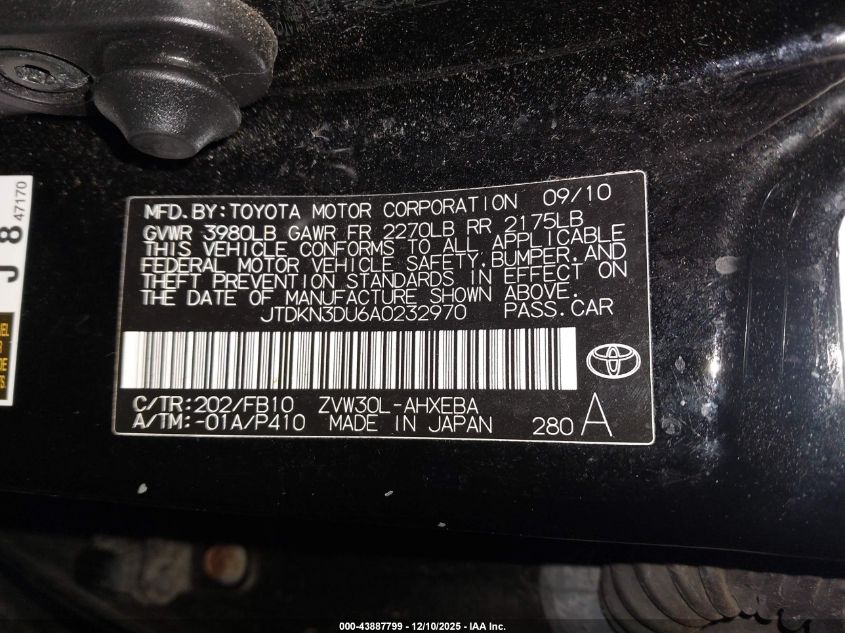 MFD.BY:TOYOTA MOTOR CORPORATION 09/10
GVWR 3980LB GAWR FR 2270LB RR 2175LB
THIS VEHICLE CONFORMS TO ALL APPLICABLE
FEDERAL MOTOR VEHICLE SAFETY,BUMPER,AND
THEFT PREVENTION STANDARDS IN EFFECT ON
THE DATE OF MANUFACTURE SHOWN ABOVE.
JTDKN3DU6A0232970 PASS.CAR
C/TR:202/FB10 ZVW30L-AHXEBA
A/TM:-01A/P410 MADE IN JAPAN 280 A
J 8
47170
000-43887799 - 12/10/2025 - IAA Inc.